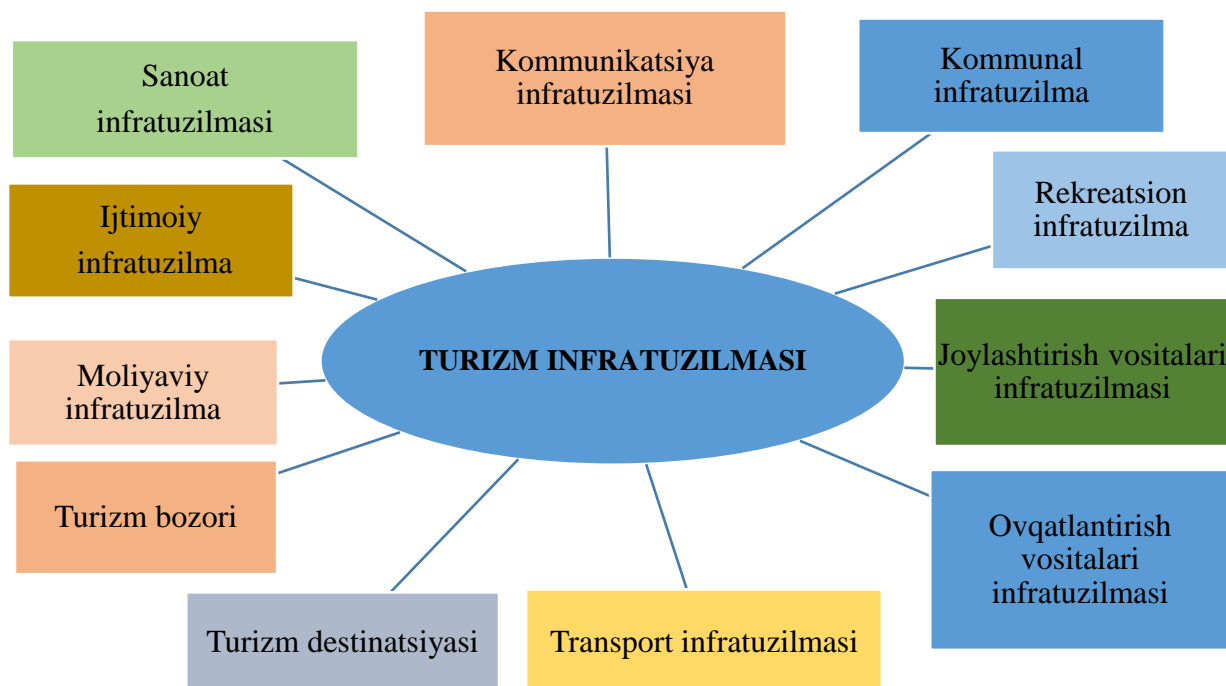 Sanoat
infratuzilmasi
Kommunikatsiya
infratuzilmasi
Kommunal
infratuzilma
Rekreatsion
infratuzilma
Ijtimoiy
infratuzilma
TURIZM INFRATUZILMASI
Joylashtirish vositalari
infratuzilmasi
Moliyaviy
infratuzilma
Turizm bozori
Ovqatlantirish
vositalari
infratuzilmasi
Turizm destinatsiyasi
Transport infratuzilmasi